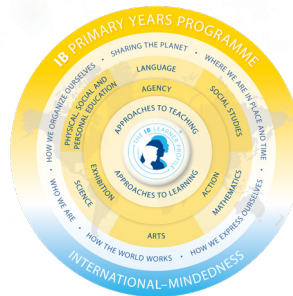 IB PRIMARY YEARS PROGRAMME
SHARING THE PLANET
WHERE WE ARE IN PLACE AND TIME
HOW WE EXPRESS OURSELVES
HOW THE WORLD WORKS
WHO WE ARE
HOW WE ORGANIZE OURSELVES
LANGUAGE
SOCIAL STUDIES
MATHEMATICS
ARTS
SCIENCE
PHYSICAL, SOCIAL AND
PERSONAL EDUCATION
AGENCY
ACTION
EXHIBITION
APPROACHES TO TEACHING
APPROACHES TO LEARNING
THE IB LEARNER PROFILE
INTERNATIONAL-MINDEDNESS